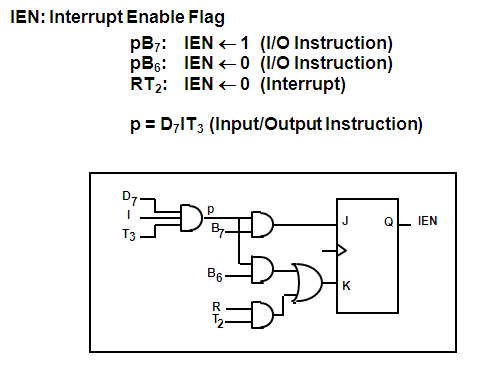 IEN: Interrupt Enable Flag
pB₇: IEN ← 1 (I/O Instruction)
pB₆: IEN ← 0 (I/O Instruction)
RT₂: IEN ← 0 (Interrupt)
p = D₇IT₃ (Input/Output Instruction)
D₇
I
T₃
p
B₇
B₆
R
T₂
J
Q
IEN
K